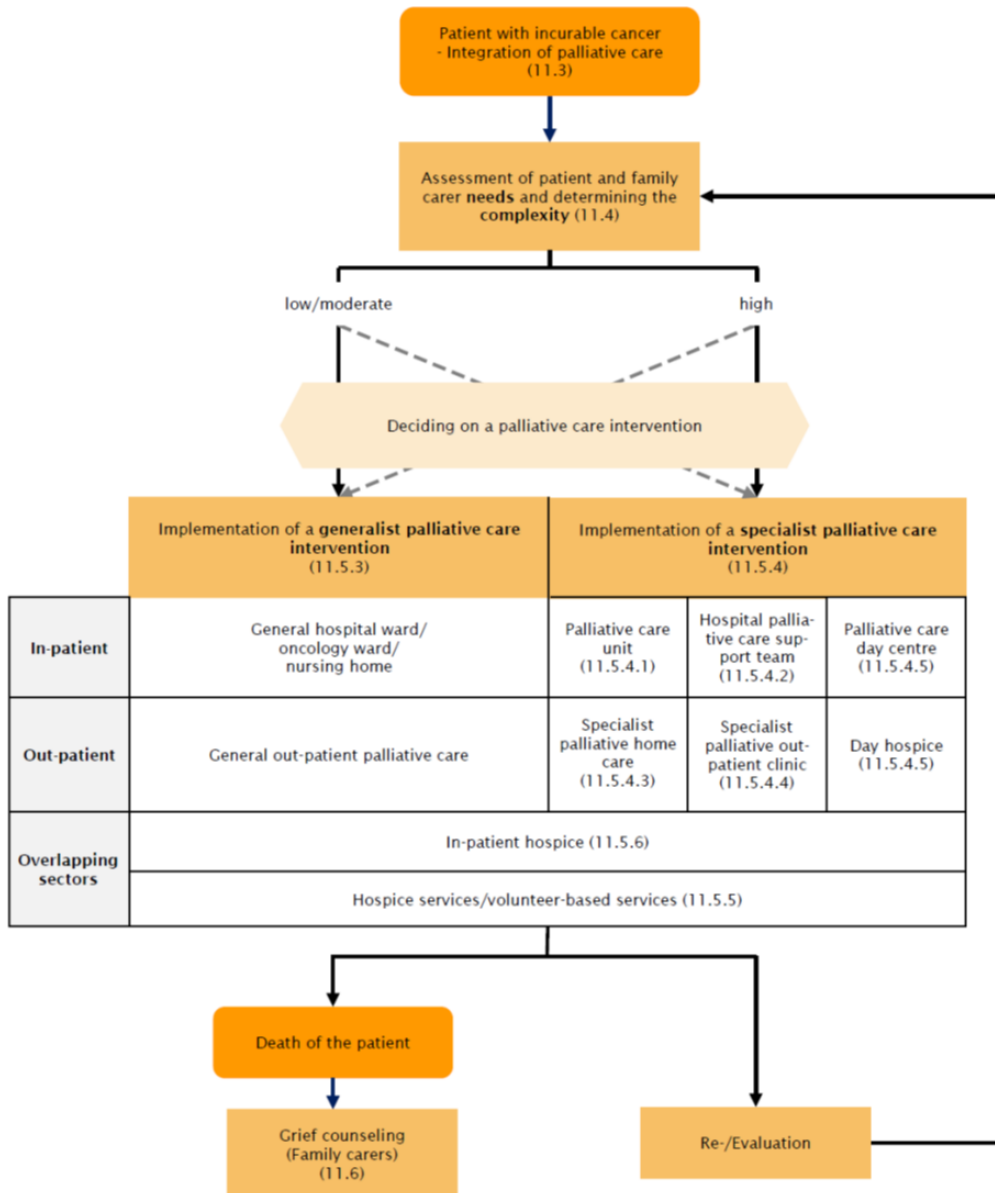 Patient with incurable cancer
- Integration of palliative care
(11.3)
Assessment of patient and family
carer needs and determining the
complexity (11.4)
low/moderate
high
Deciding on a palliative care intervention
Implementation of a generalist palliative care
intervention
(11.5.3)
Implementation of a specialist palliative care
intervention
(11.5.4)
In-patient
General hospital ward/
oncology ward/
nursing home
Palliative care
unit
(11.5.4.1)
Hospital pallia-
tive care sup-
port team
(11.5.4.2)
Palliative care
day centre
(11.5.4.5)
Out-patient
General out-patient palliative care
Specialist
palliative home
care
(11.5.4.3)
Specialist
palliative out-
patient clinic
(11.5.4.4)
Day hospice
(11.5.4.5)
Overlapping
sectors
In-patient hospice (11.5.6)
Hospice services/volunteer-based services (11.5.5)
Death of the patient
Grief counseling
(Family carers)
(11.6)
Re-/Evaluation